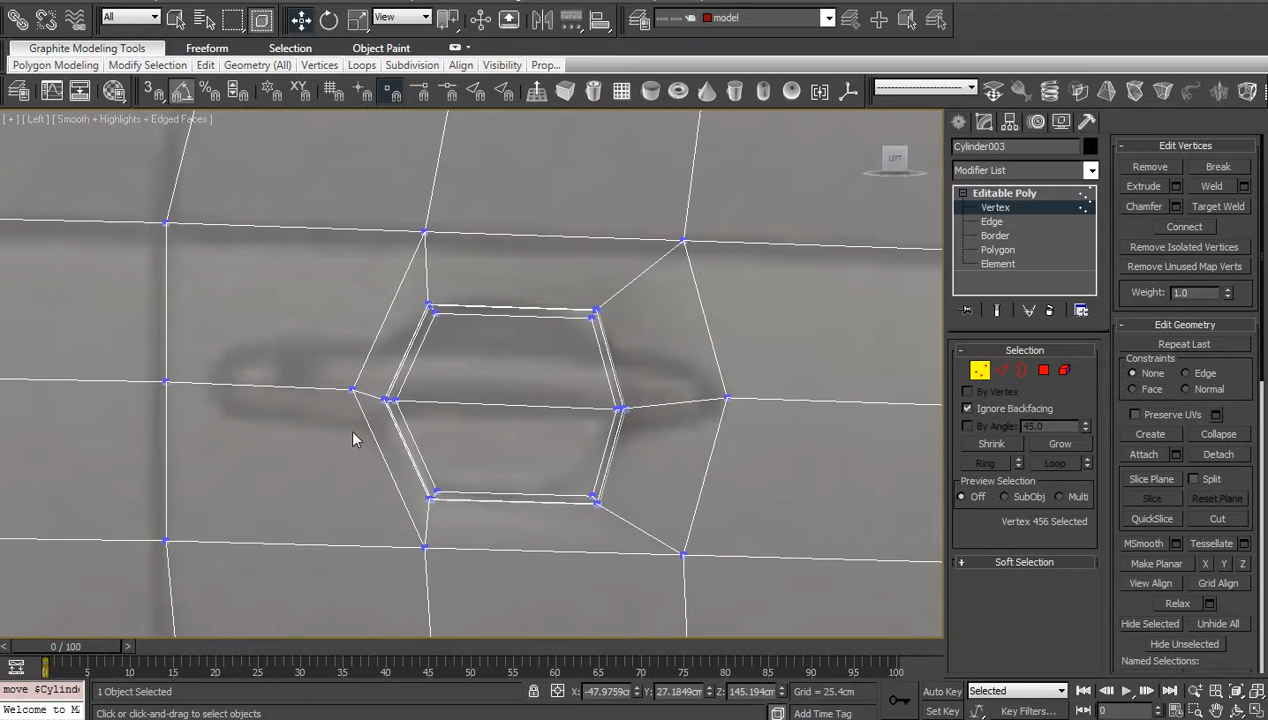 All
View
model
Graphite Modeling Tools Freeform Selection Object Paint
Polygon Modeling Modify Selection Edit Geometry (All) Vertices Loops Subdivision Align Visibility Prop...
3 % XY
[ + ] [ Left ] [ Smooth + Highlights + Edged Faces ]
LEFT
Cylinder003
Modifier List
Editable Poly
Vertex
Edge
Border
Polygon
Element
Selection
By Vertex
Ignore Backfacing
By Angle: 45.0
Shrink Grow
Ring Loop
Preview Selection
Off SubObj Multi
Vertex 456 Selected
Soft Selection
Edit Vertices
Remove Break
Extrude Weld
Chamfer Target Weld
Connect
Remove Isolated Vertices
Remove Unused Map Verts
Weight: 1.0
Edit Geometry
Repeat Last
Constraints
None Edge
Face Normal
Preserve UVs
Create Collapse
Attach Detach
Slice Plane Split
Slice Reset Plane
QuickSlice Cut
MSmooth Tessellate
Make Planar X Y Z
View Align Grid Align
Relax
Hide Selected Unhide All
Hide Unselected
Named Selections:
< 0 / 100 >
0 5 10 15 20 25 30 35 40 45 50 55 60 65 70 75 80 85 90 95 100
move $Cylind
Welcome to M
1 Object Selected
X: -47.9759c Y: 27.1849c Z: 145.194c Grid = 25.4cm
Click or click-and-drag to select objects
Add Time Tag
Auto Key Selected
Set Key Key Filters... 0